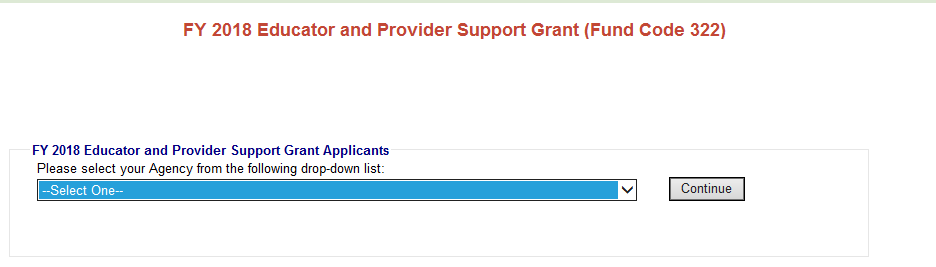 FY 2018 Educator and Provider Support Grant (Fund Code 322)
FY 2018 Educator and Provider Support Grant Applicants
Please select your Agency from the following drop-down list:
--Select One--
Continue